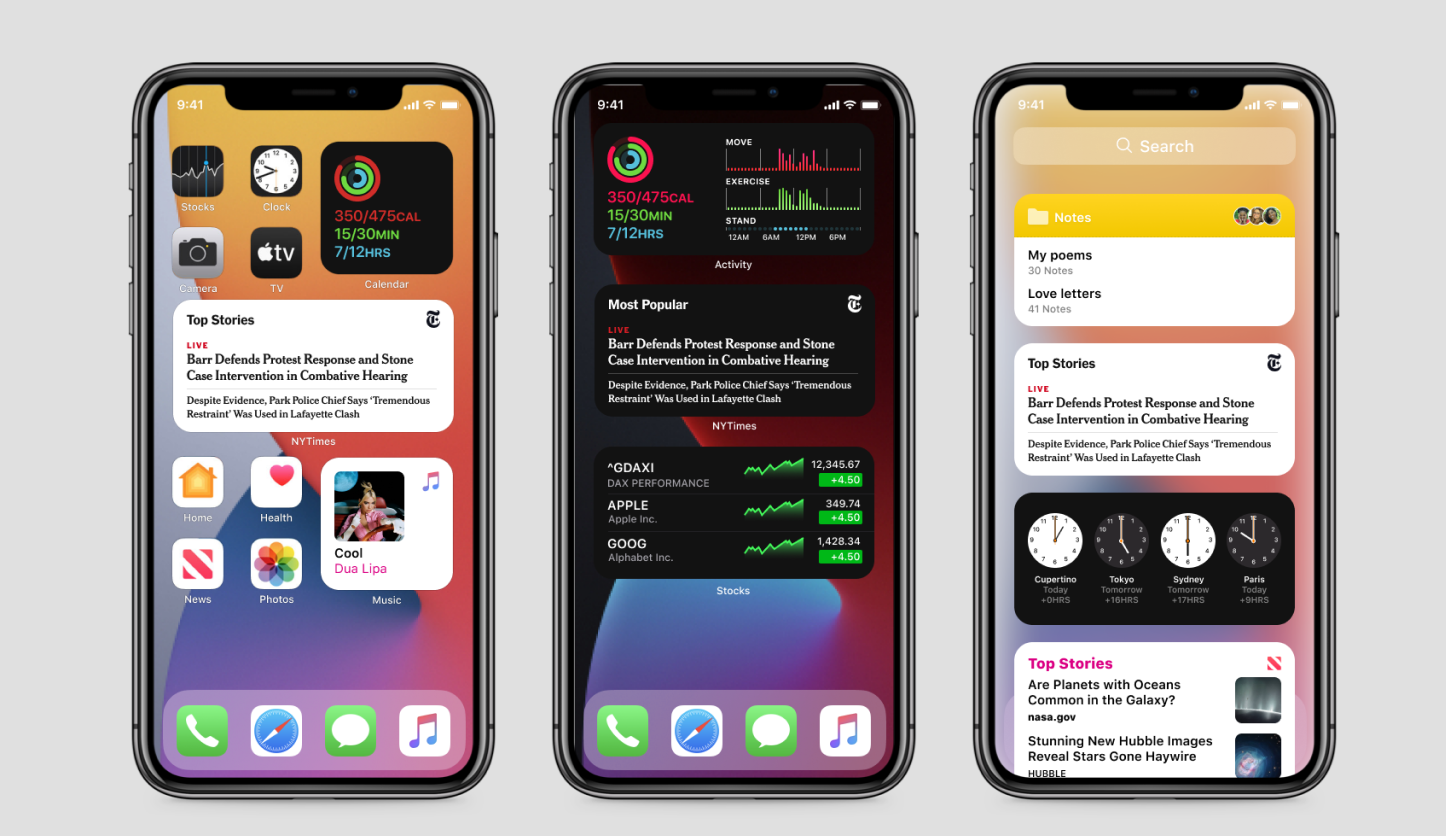 9:41
Stocks
Clock
350/475CAL
15/30MIN
7/12HRS
Camera
tv
TV
Calendar
Top Stories
LIVE
Barr Defends Protest Response and Stone
Case Intervention in Combative Hearing
Despite Evidence, Park Police Chief Says ‘Tremendous
Restraint’ Was Used in Lafayette Clash
NYTimes
Home
Health
Cool
Dua Lipa
News
Photos
Music
9:41
MOVE
EXERCISE
STAND
12AM 6AM 12PM 6PM
350/475CAL
15/30MIN
7/12HRS
Activity
Most Popular
LIVE
Barr Defends Protest Response and Stone
Case Intervention in Combative Hearing
Despite Evidence, Park Police Chief Says ‘Tremendous
Restraint’ Was Used in Lafayette Clash
NYTimes
^GDAXI 12,345.67
DAX PERFORMANCE +4.50
APPLE 349.74
Apple Inc. +4.50
GOOG 1,428.34
Alphabet Inc. +4.50
Stocks
9:41
Search
Notes
My poems
30 Notes
Love letters
41 Notes
Top Stories
LIVE
Barr Defends Protest Response and Stone
Case Intervention in Combative Hearing
Despite Evidence, Park Police Chief Says ‘Tremendous
Restraint’ Was Used in Lafayette Clash
Cupertino Tokyo Sydney Paris
Today Tomorrow Tomorrow Today
+0HRS +16HRS +17HRS +9HRS
Top Stories
Are Planets with Oceans
Common in the Galaxy?
nasa.gov
Stunning New Hubble Images
Reveal Stars Gone Haywire
HUBBLE